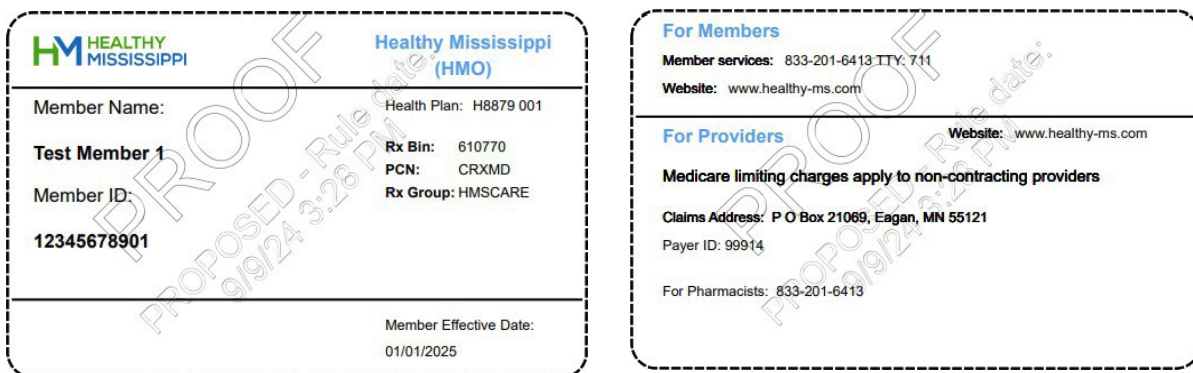 HM HEALTHY
MISSISSIPPI
Healthy Mississippi
(HMO)
Member Name:
Health Plan: H8879 001
Test Member 1
Rx Bin: 610770
PCN: CRXMD
Member ID:
Rx Group: HMSCARE
12345678901
Member Effective Date:
01/01/2025
PROOF
PROPOSED - Rule date:
9/9/24 3:28 PM
For Members
Member services: 833-201-6413 TTY: 711
Website: www.healthy-ms.com
For Providers
Website: www.healthy-ms.com
Medicare limiting charges apply to non-contracting providers
Claims Address: P O Box 21069, Eagan, MN 55121
Payer ID: 99914
For Pharmacists: 833-201-6413
PROOF
PROPOSED - Rule date:
9/9/24 3:28 PM